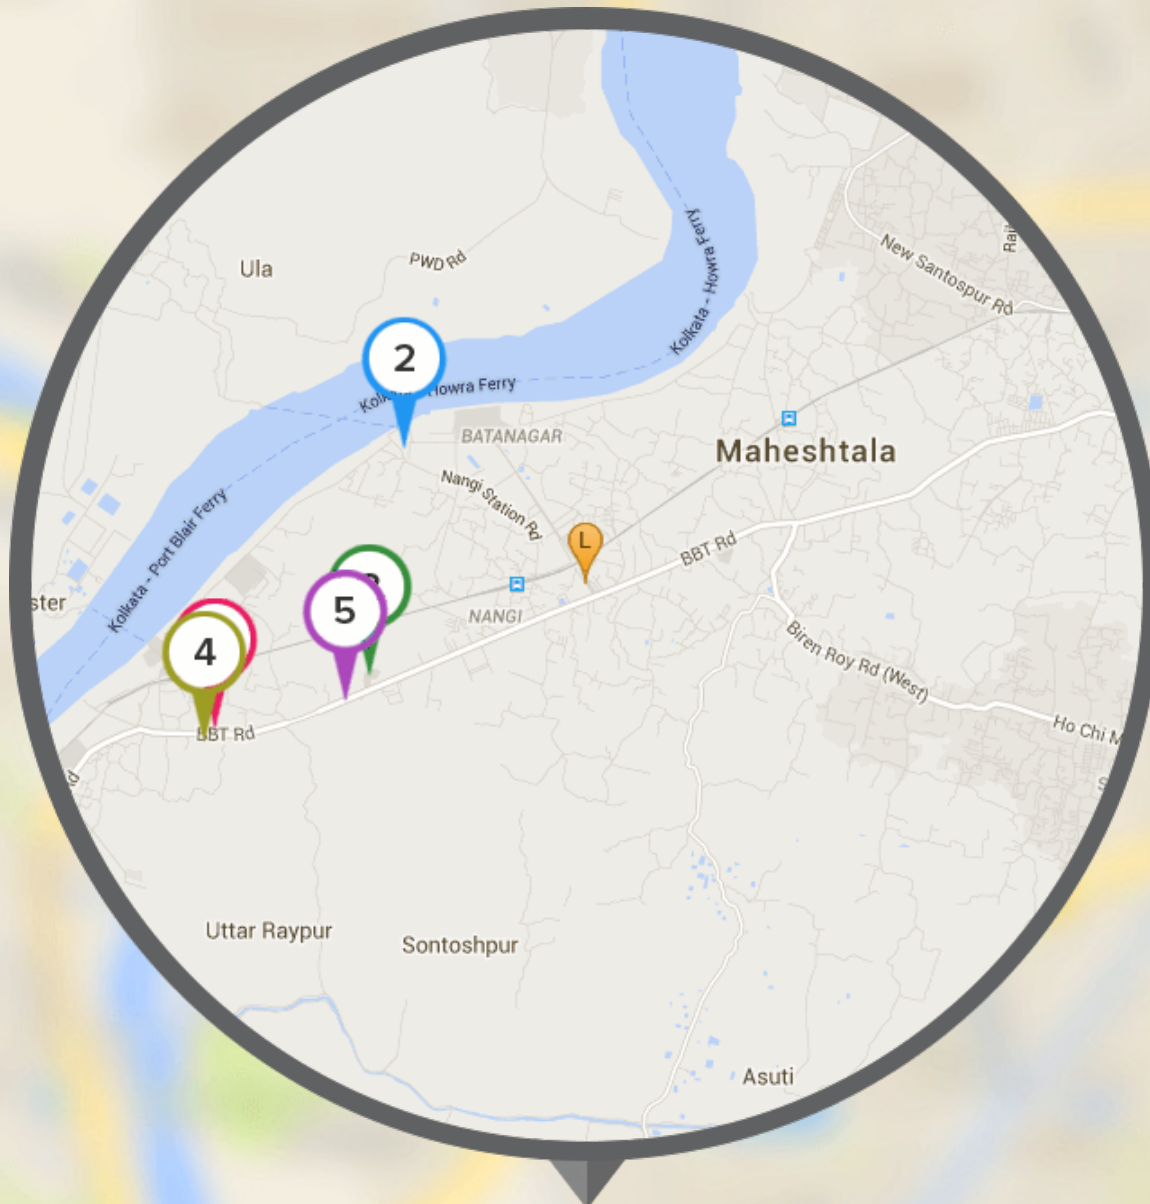 Ula
PWD Rd
Kolkata - Howra Ferry
New Santospur Rd
2
Howra Ferry
BATANAGAR
Maheshtala
Nangi Station Rd
Kolkata - Port Blair Ferry
L
BBT Rd
ster
5
NANGI
4
Biren Roy Rd (West)
BBT Rd
Ho Chi M
Uttar Raypur
Sontoshpur
Asuti